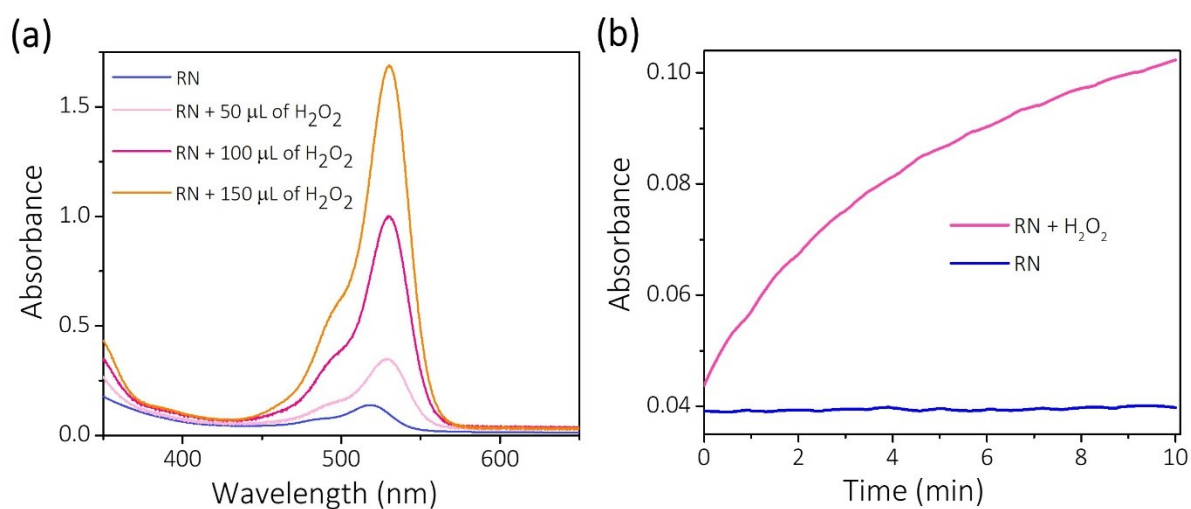 (a)
RN
RN + 50 μL of H₂O₂
RN + 100 μL of H₂O₂
RN + 150 μL of H₂O₂
1.5
1.0
0.5
0.0
400
500
600
Absorbance
Wavelength (nm)
(b)
RN + H₂O₂
RN
0.10
0.08
0.06
0.04
0
2
4
6
8
10
Absorbance
Time (min)